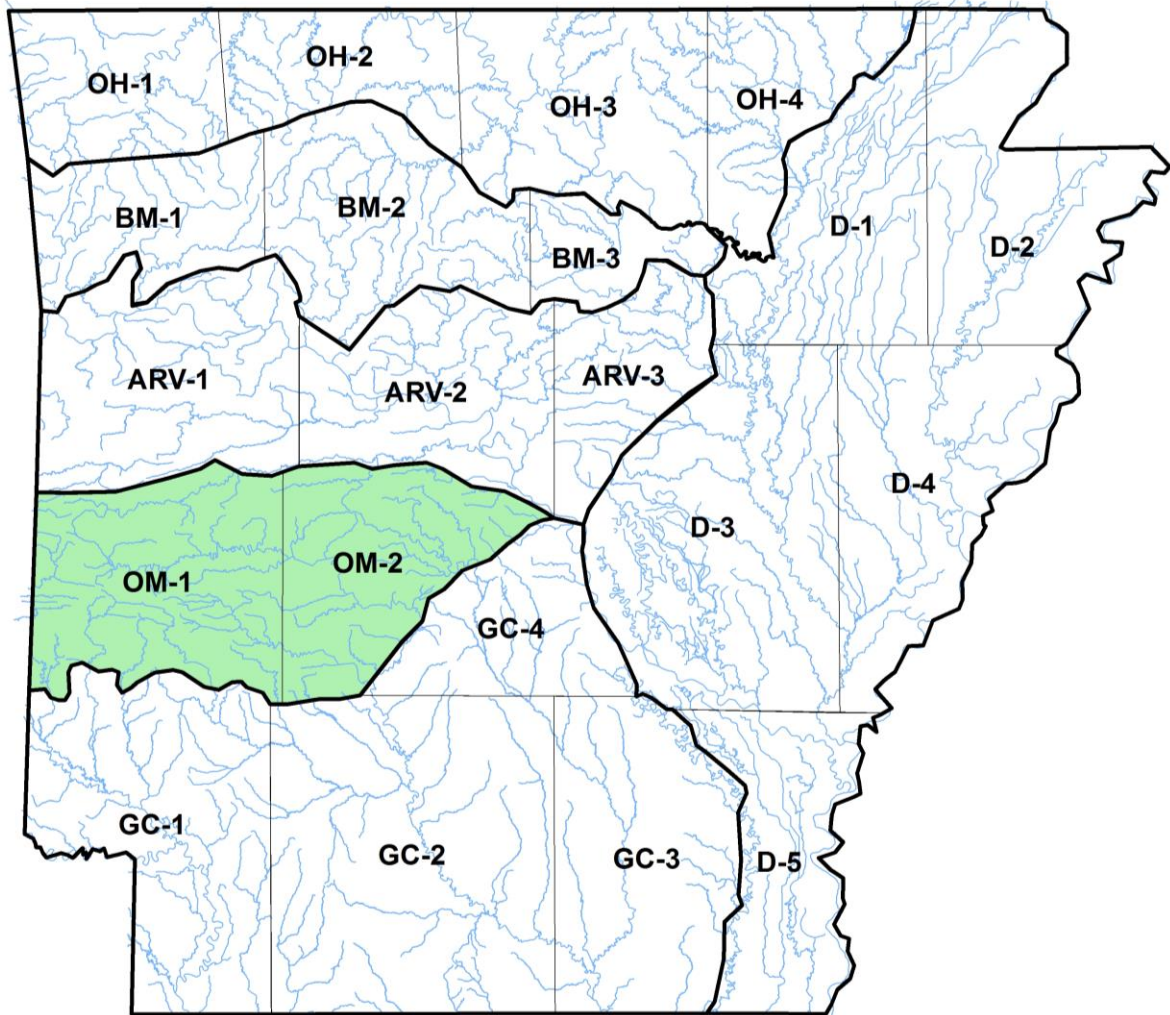 OH-1
OH-2
OH-3
OH-4
BM-1
BM-2
BM-3
D-1
D-2
ARV-1
ARV-2
ARV-3
D-4
D-3
OM-1
OM-2
GC-4
GC-1
GC-2
GC-3
D-5